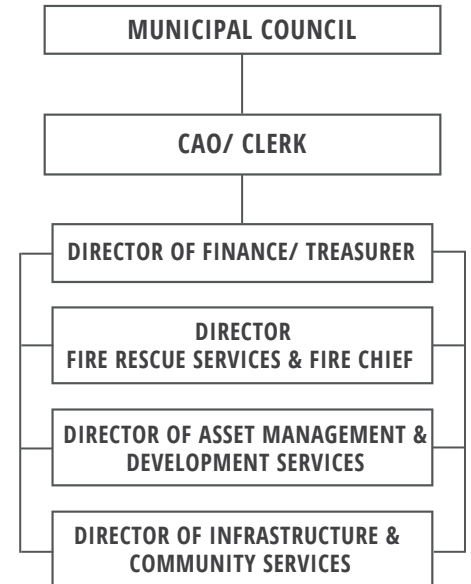 MUNICIPAL COUNCIL
CAO/ CLERK
DIRECTOR OF FINANCE/ TREASURER
DIRECTOR
FIRE RESCUE SERVICES & FIRE CHIEF
DIRECTOR OF ASSET MANAGEMENT &
DEVELOPMENT SERVICES
DIRECTOR OF INFRASTRUCTURE &
COMMUNITY SERVICES